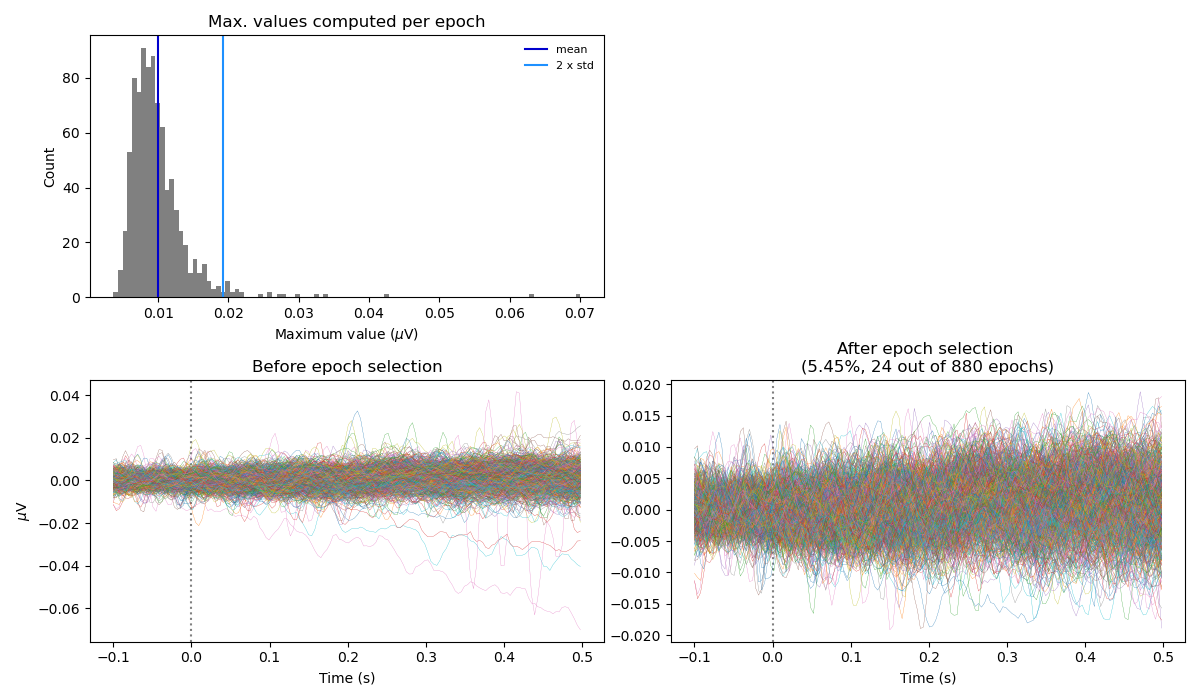 Max. values computed per epoch
mean
2 x std
80
60
40
20
0
Count
0.01 0.02 0.03 0.04 0.05 0.06 0.07
Maximum value (μV)
Before epoch selection
0.04
0.02
0.00
−0.02
−0.04
−0.06
μV
−0.1 0.0 0.1 0.2 0.3 0.4 0.5
Time (s)
After epoch selection
(5.45%, 24 out of 880 epochs)
0.020
0.015
0.010
0.005
0.000
−0.005
−0.010
−0.015
−0.020
−0.1 0.0 0.1 0.2 0.3 0.4 0.5
Time (s)